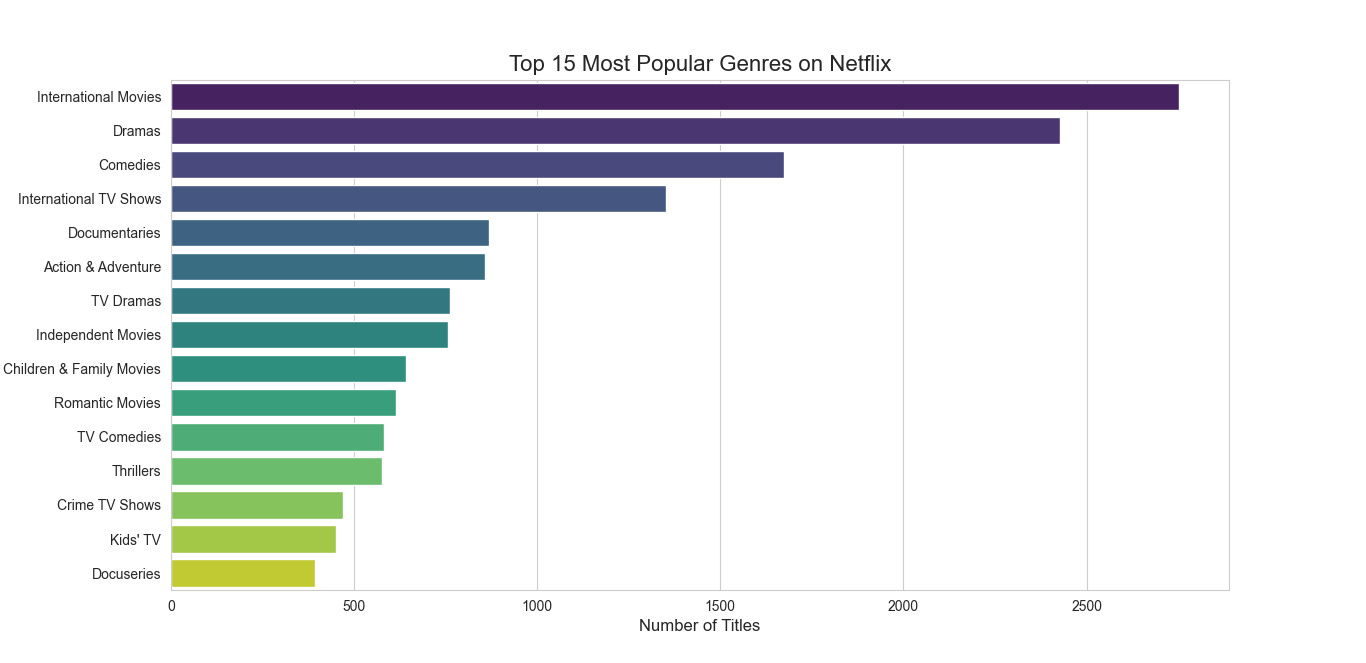 Top 15 Most Popular Genres on Netflix
International Movies
Dramas
Comedies
International TV Shows
Documentaries
Action & Adventure
TV Dramas
Independent Movies
Children & Family Movies
Romantic Movies
TV Comedies
Thrillers
Crime TV Shows
Kids' TV
Docuseries
0 500 1000 1500 2000 2500
Number of Titles